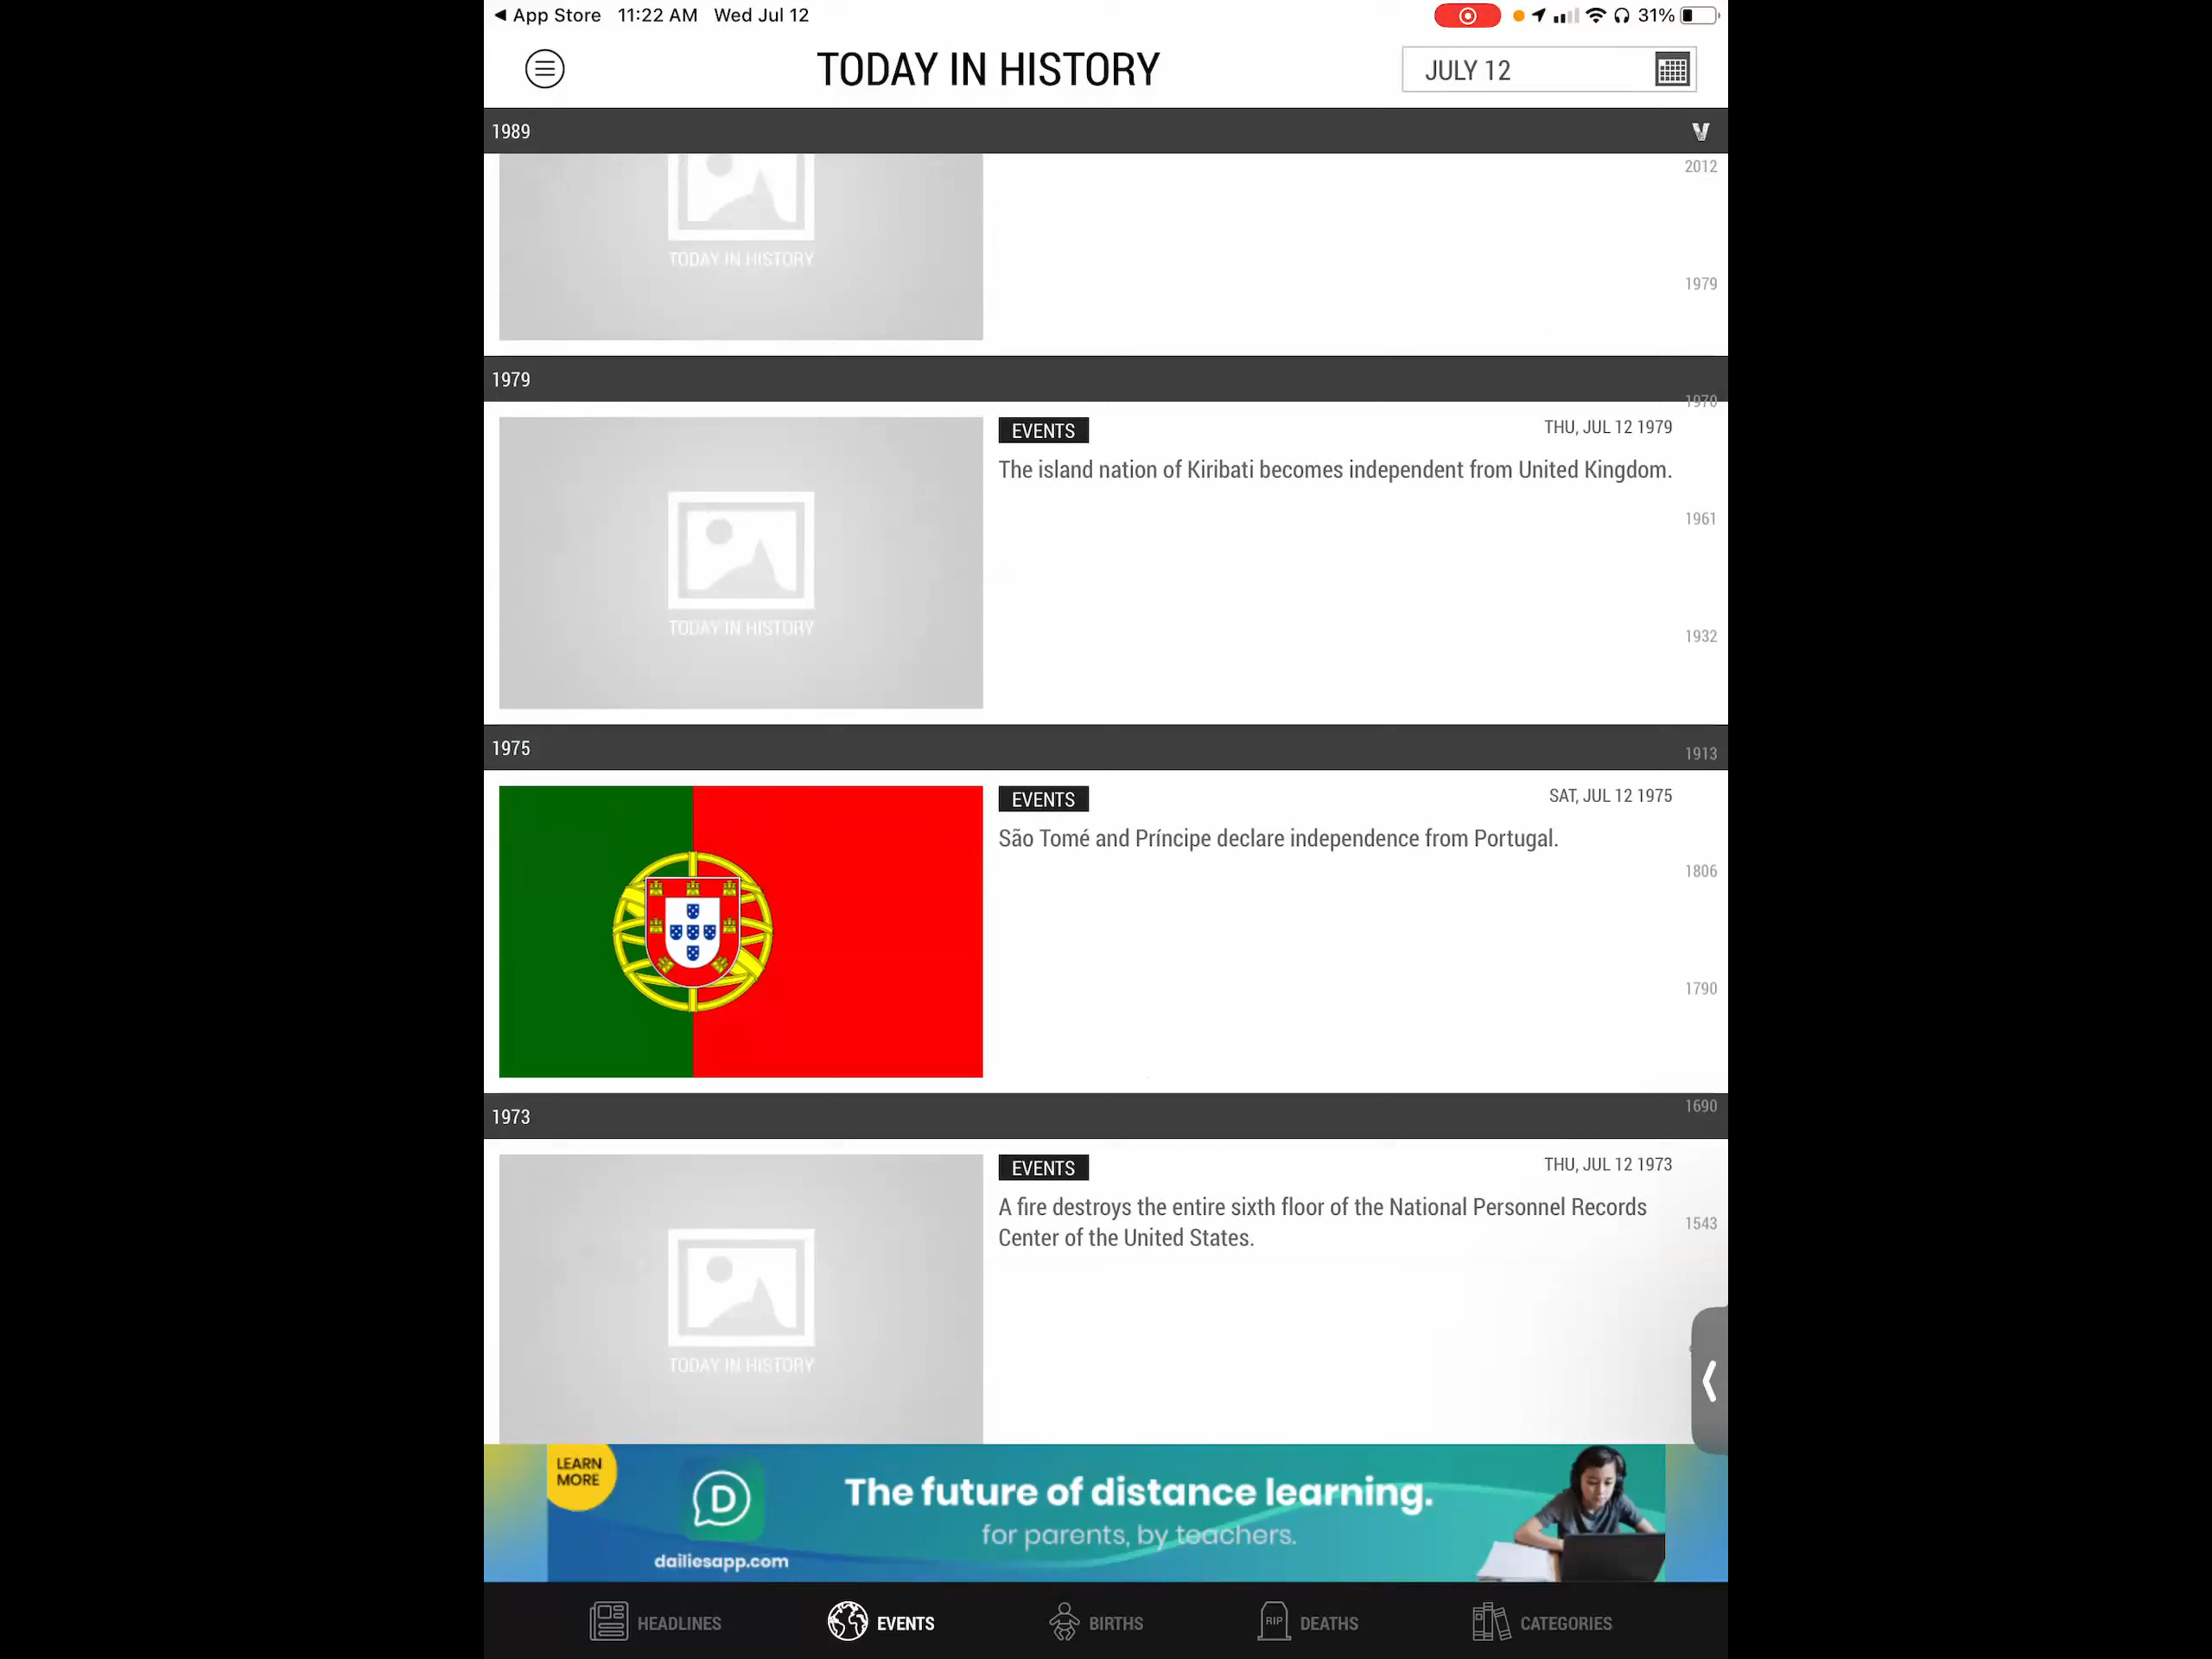 App Store 11:22 AM Wed Jul 12 31%
TODAY IN HISTORY
JULY 12
1989
2012
TODAY IN HISTORY
1979
1979
1970
EVENTS THU, JUL 12 1979
The island nation of Kiribati becomes independent from United Kingdom.
1961
TODAY IN HISTORY
1932
1975
1913
EVENTS SAT, JUL 12 1975
São Tomé and Príncipe declare independence from Portugal.
1806
1790
1973
1690
EVENTS THU, JUL 12 1973
A fire destroys the entire sixth floor of the National Personnel Records
Center of the United States.
1543
TODAY IN HISTORY
LEARN
MORE
D
The future of distance learning.
for parents, by teachers.
dailiesapp.com
HEADLINES
EVENTS
BIRTHS
RIP
DEATHS
CATEGORIES